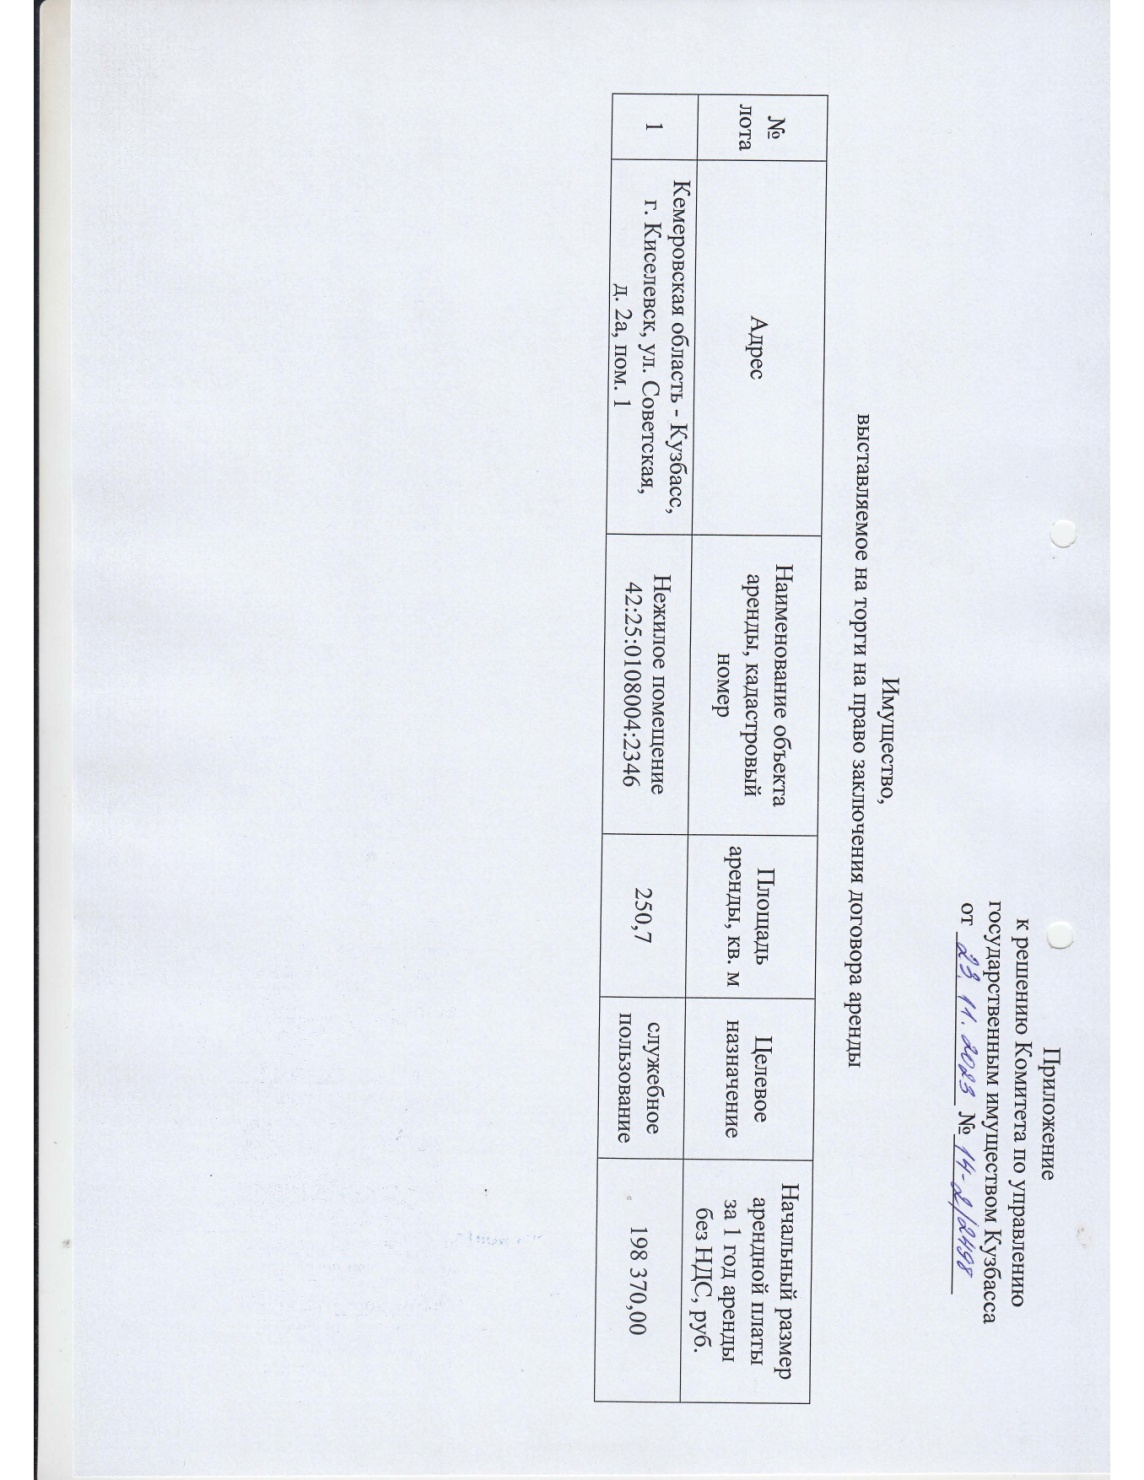 Приложение
к решению Комитета по управлению
государственным имуществом Кузбасса
от 23.11.2023 № 14-2/2498
Имущество,
выставляемое на торги на право заключения договора аренды
№
лота
Адрес
Наименование объекта
аренды, кадастровый
номер
Площадь
аренды, кв. м
Целевое
назначение
Начальный размер
арендной платы
за 1 год аренды
без НДС, руб.
1
Кемеровская область - Кузбасс,
г. Киселевск, ул. Советская,
д. 2а, пом. 1
Нежилое помещение
42:25:0108004:2346
250,7
служебное
пользование
198 370,00